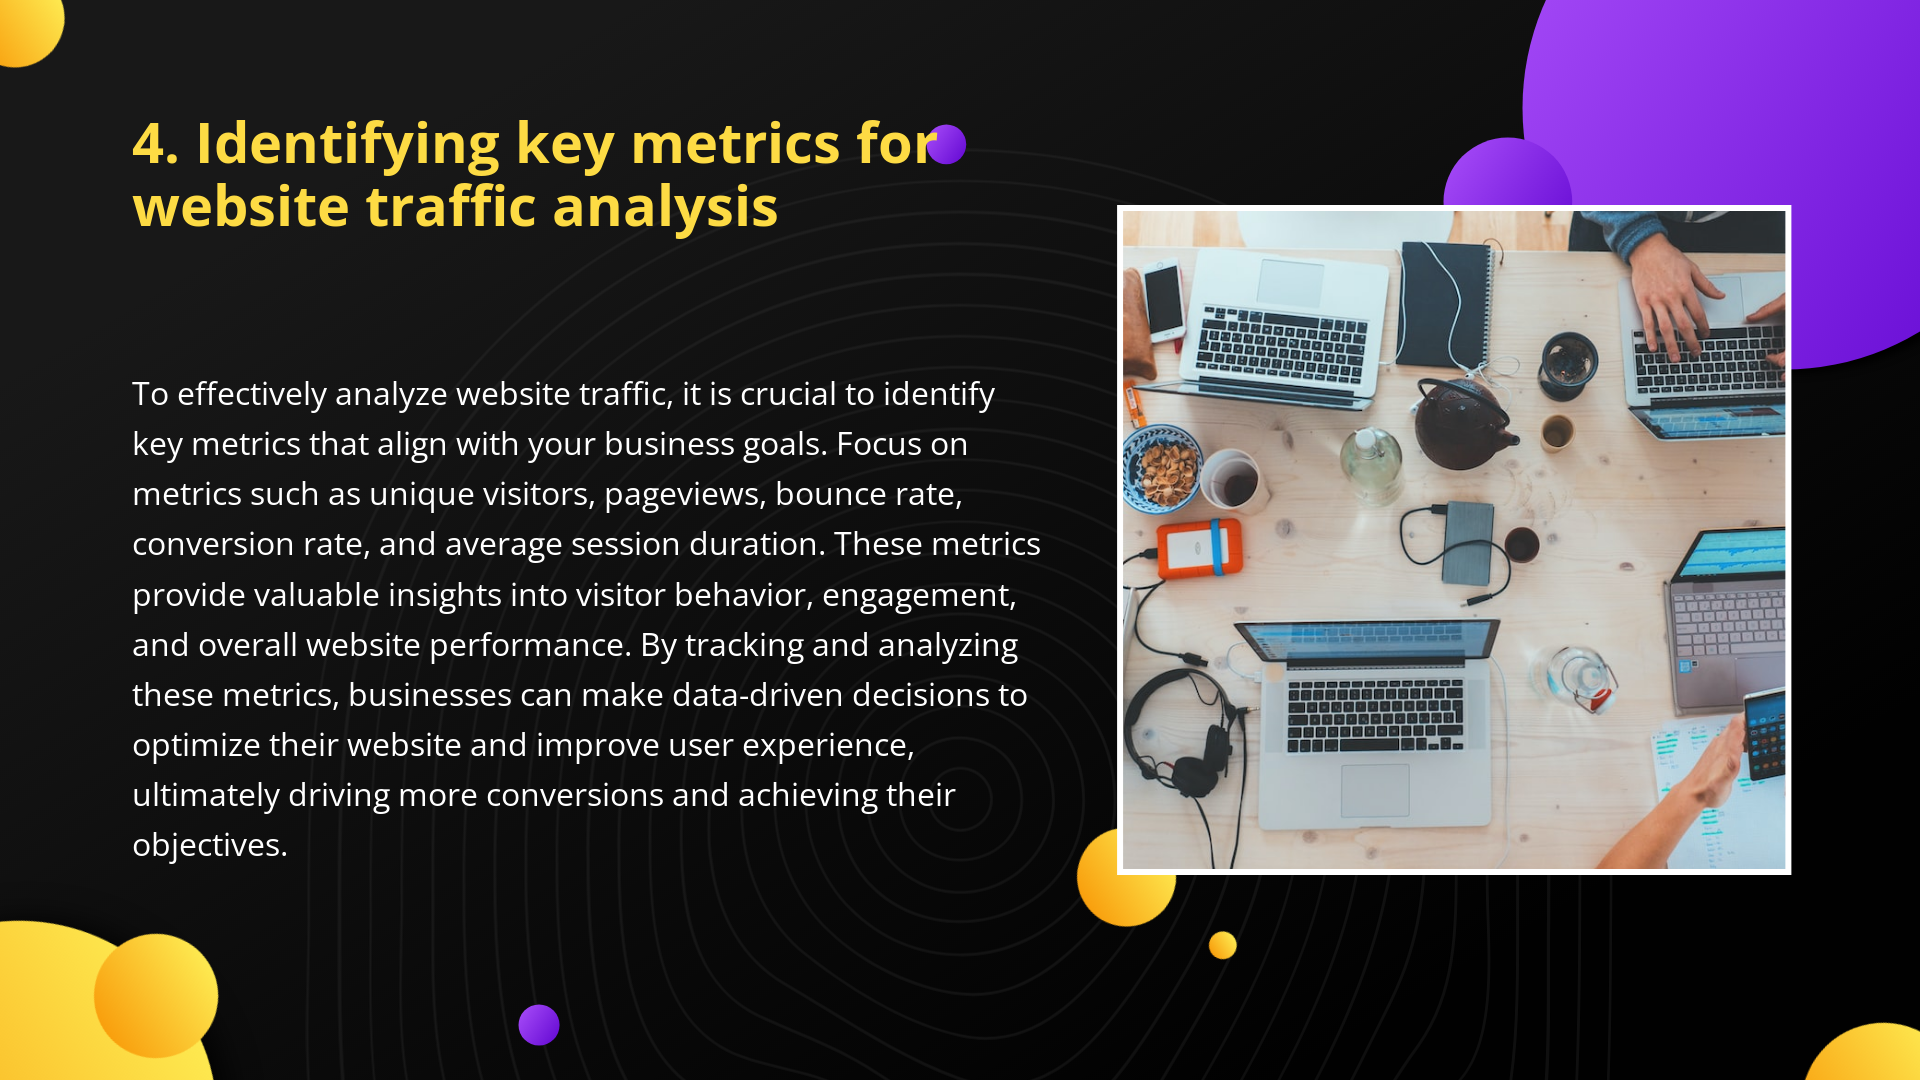 4. Identifying key metrics for
website traffic analysis
To effectively analyze website traffic, it is crucial to identify
key metrics that align with your business goals. Focus on
metrics such as unique visitors, pageviews, bounce rate,
conversion rate, and average session duration. These metrics
provide valuable insights into visitor behavior, engagement,
and overall website performance. By tracking and analyzing
these metrics, businesses can make data-driven decisions to
optimize their website and improve user experience,
ultimately driving more conversions and achieving their
objectives.